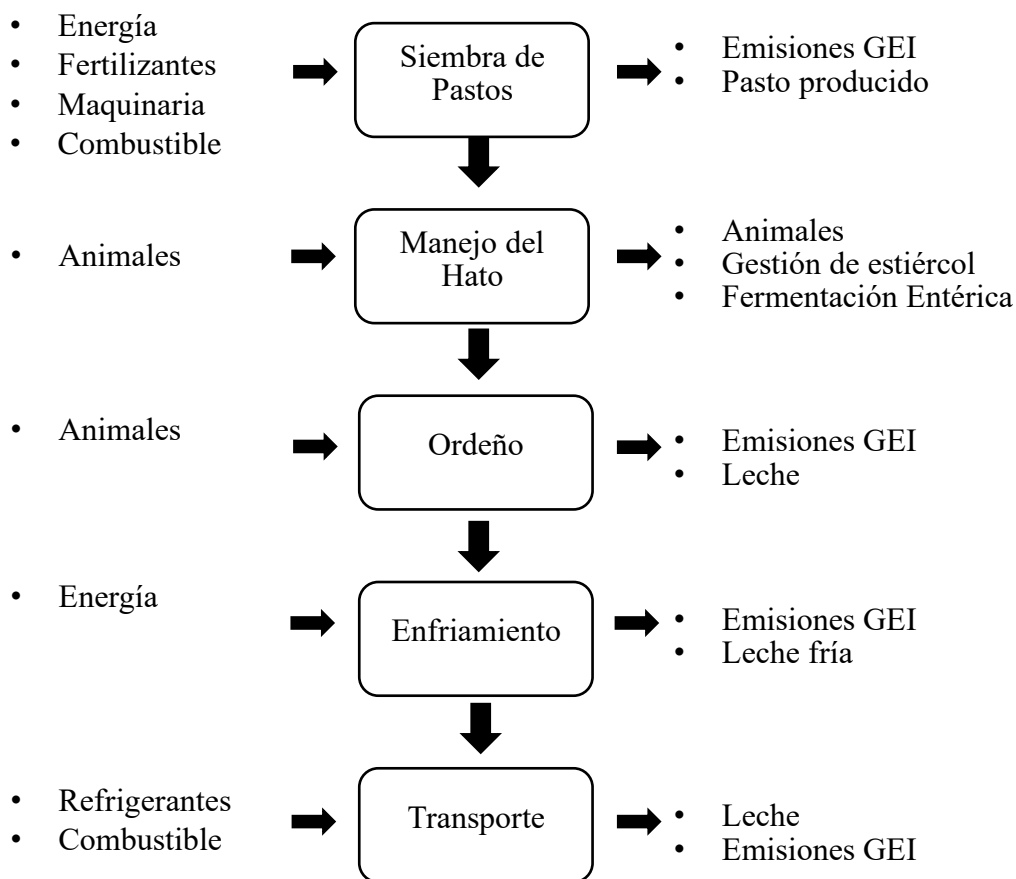 • Energía
• Fertilizantes
• Maquinaria
• Combustible
Siembra de
Pastos
• Emisiones GEI
• Pasto producido
• Animales
Manejo del
Hato
• Animales
• Gestión de estiércol
• Fermentación Entérica
• Animales
Ordeño
• Emisiones GEI
• Leche
• Energía
Enfriamiento
• Emisiones GEI
• Leche fría
• Refrigerantes
• Combustible
Transporte
• Leche
• Emisiones GEI